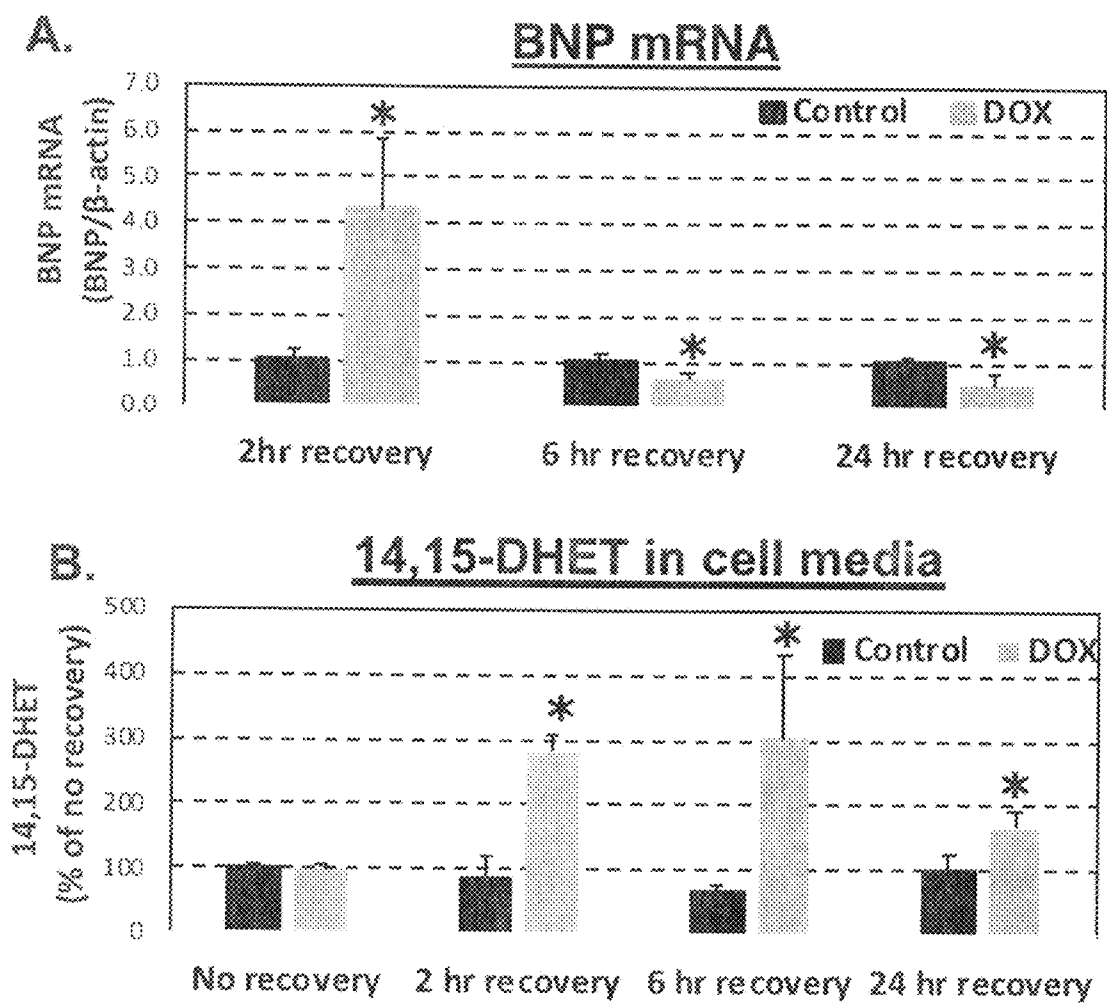 A.
BNP mRNA
BNP mRNA
(BNP/β-actin)
7.0
6.0
5.0
4.0
3.0
2.0
1.0
0.0
* * *
Control DOX
2hr recovery 6 hr recovery 24 hr recovery
B.
14,15-DHET in cell media
14,15-DHET
(% of no recovery)
500
400
300
200
100
0
* * *
Control DOX
No recovery 2 hr recovery 6 hr recovery 24 hr recovery